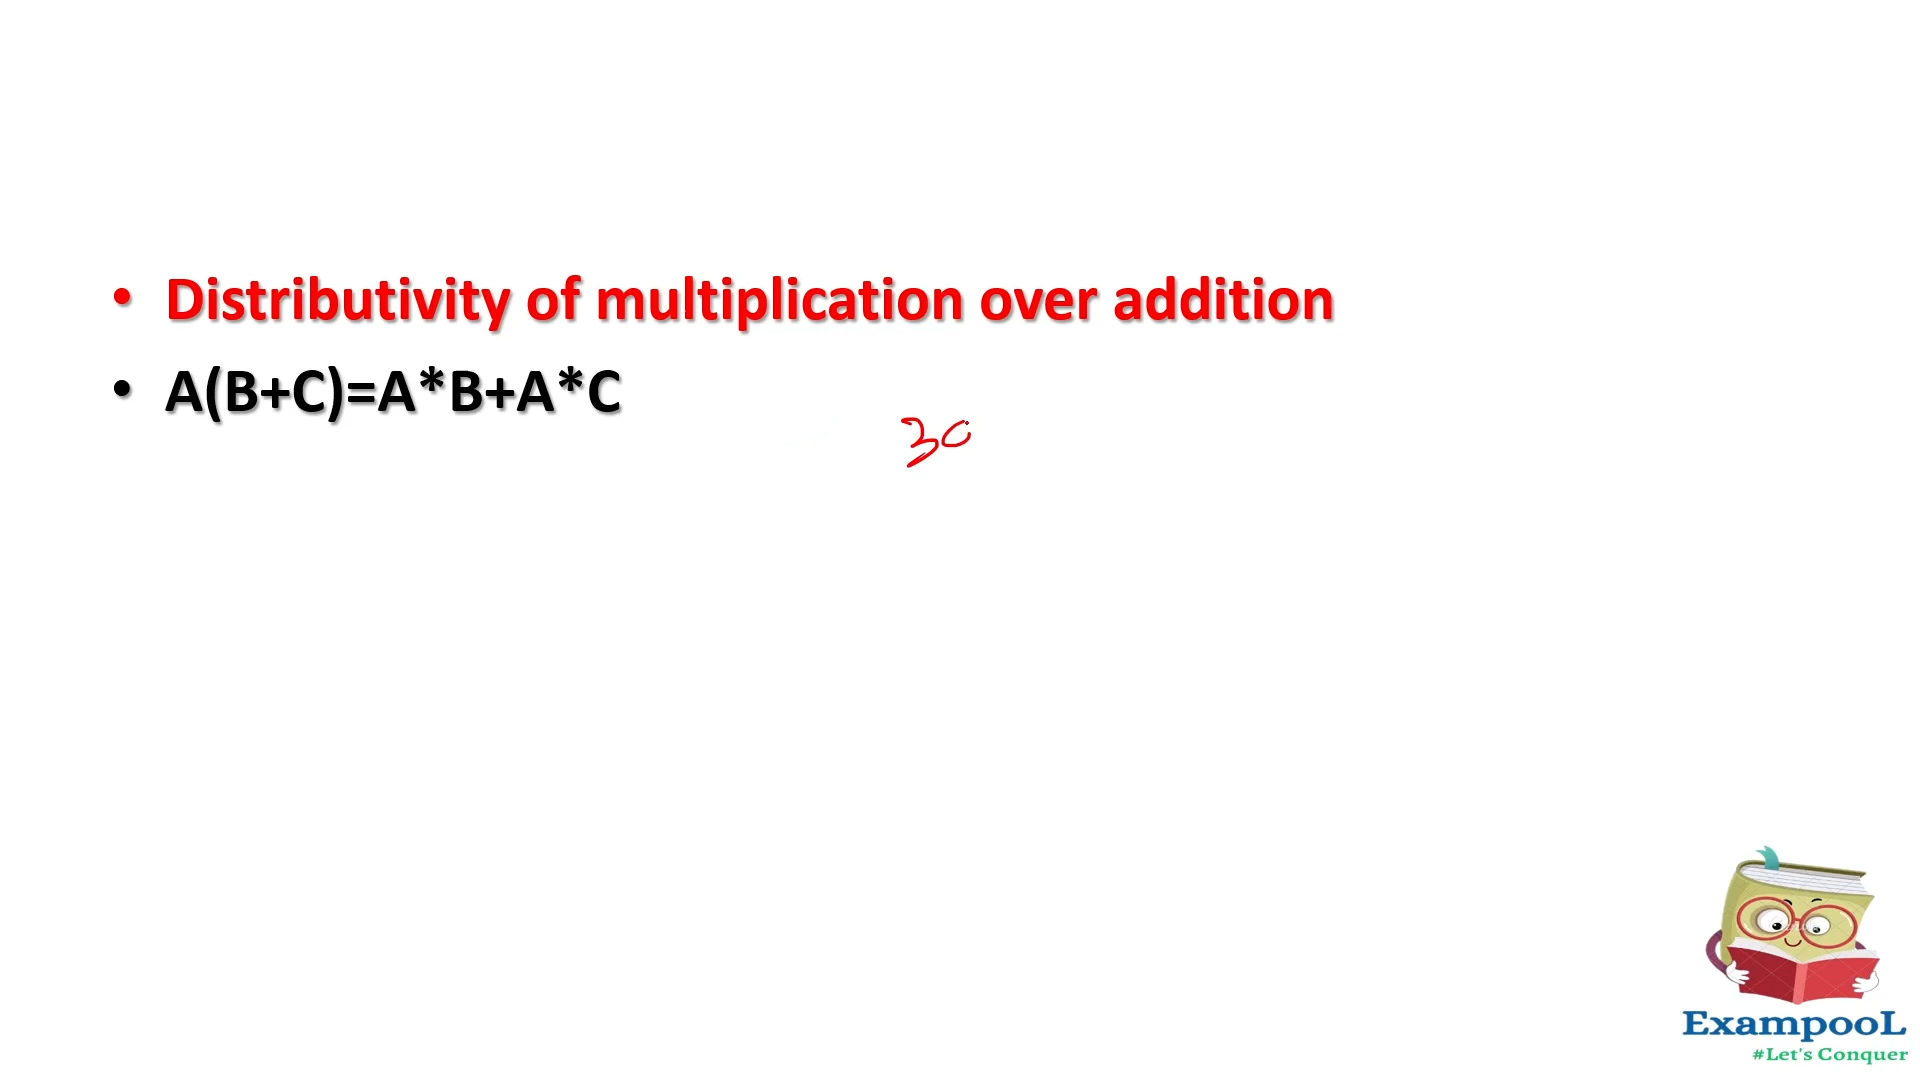 • Distributivity of multiplication over addition
• A(B+C)=A*B+A*C
30
ExampooL
#Let's Conquer